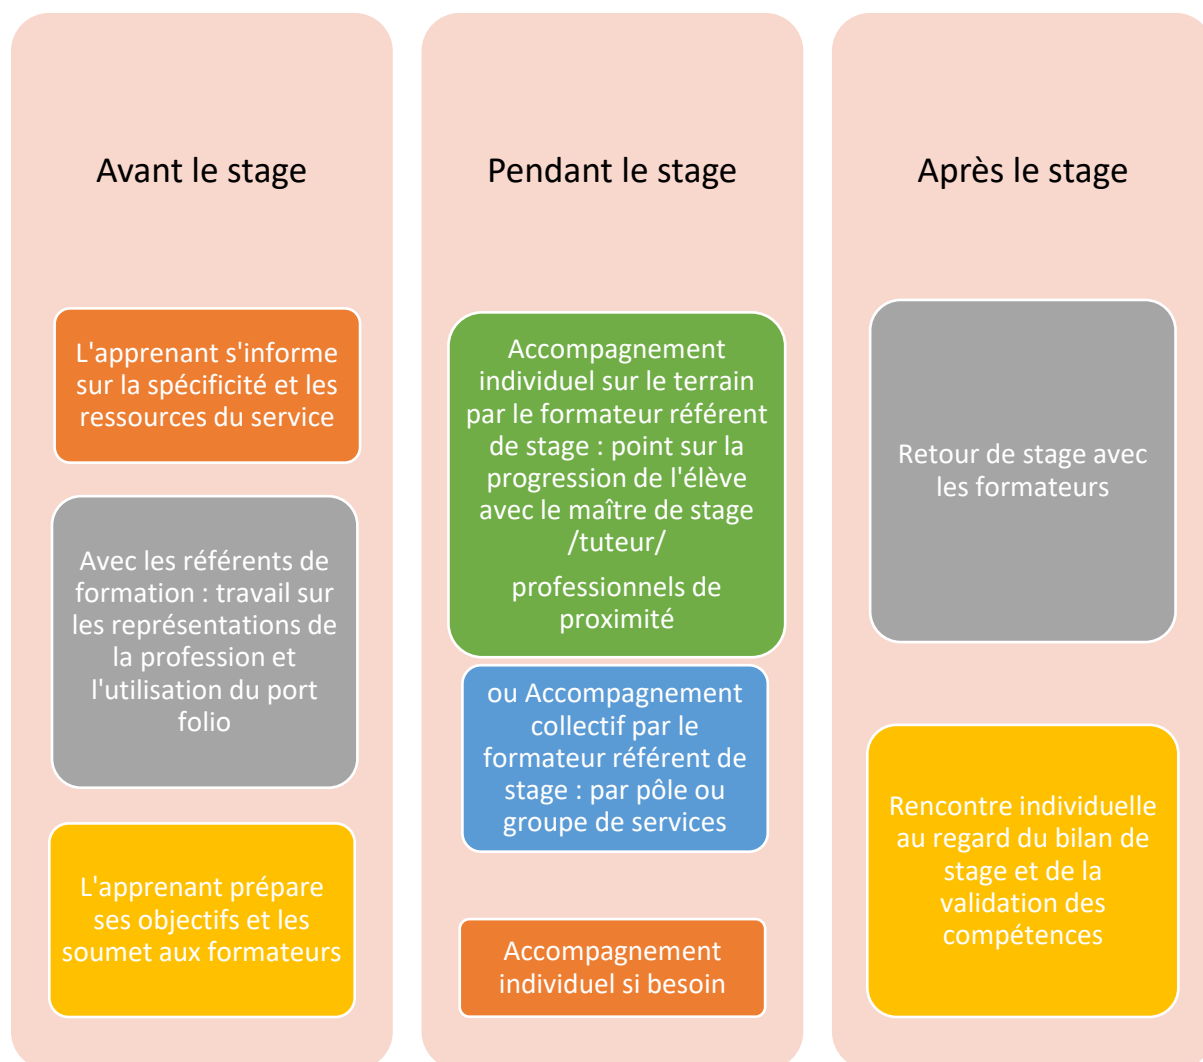 Avant le stage
L'apprenant s'informe
sur la spécificité et les
ressources du service
Avec les référents de
formation : travail sur
les représentations de
la profession et
l'utilisation du port
folio
L'apprenant prépare
ses objectifs et les
soumet aux formateurs
Pendant le stage
Accompagnement
individuel sur le terrain
par le formateur référent
de stage : point sur la
progression de l'élève
avec le maître de stage
/tuteur/
professionnels de
proximité
ou Accompagnement
collectif par le
formateur référent de
stage : par pôle ou
groupe de services
Accompagnement
individuel si besoin
Après le stage
Retour de stage avec
les formateurs
Rencontre individuelle
au regard du bilan de
stage et de la
validation des
compétences